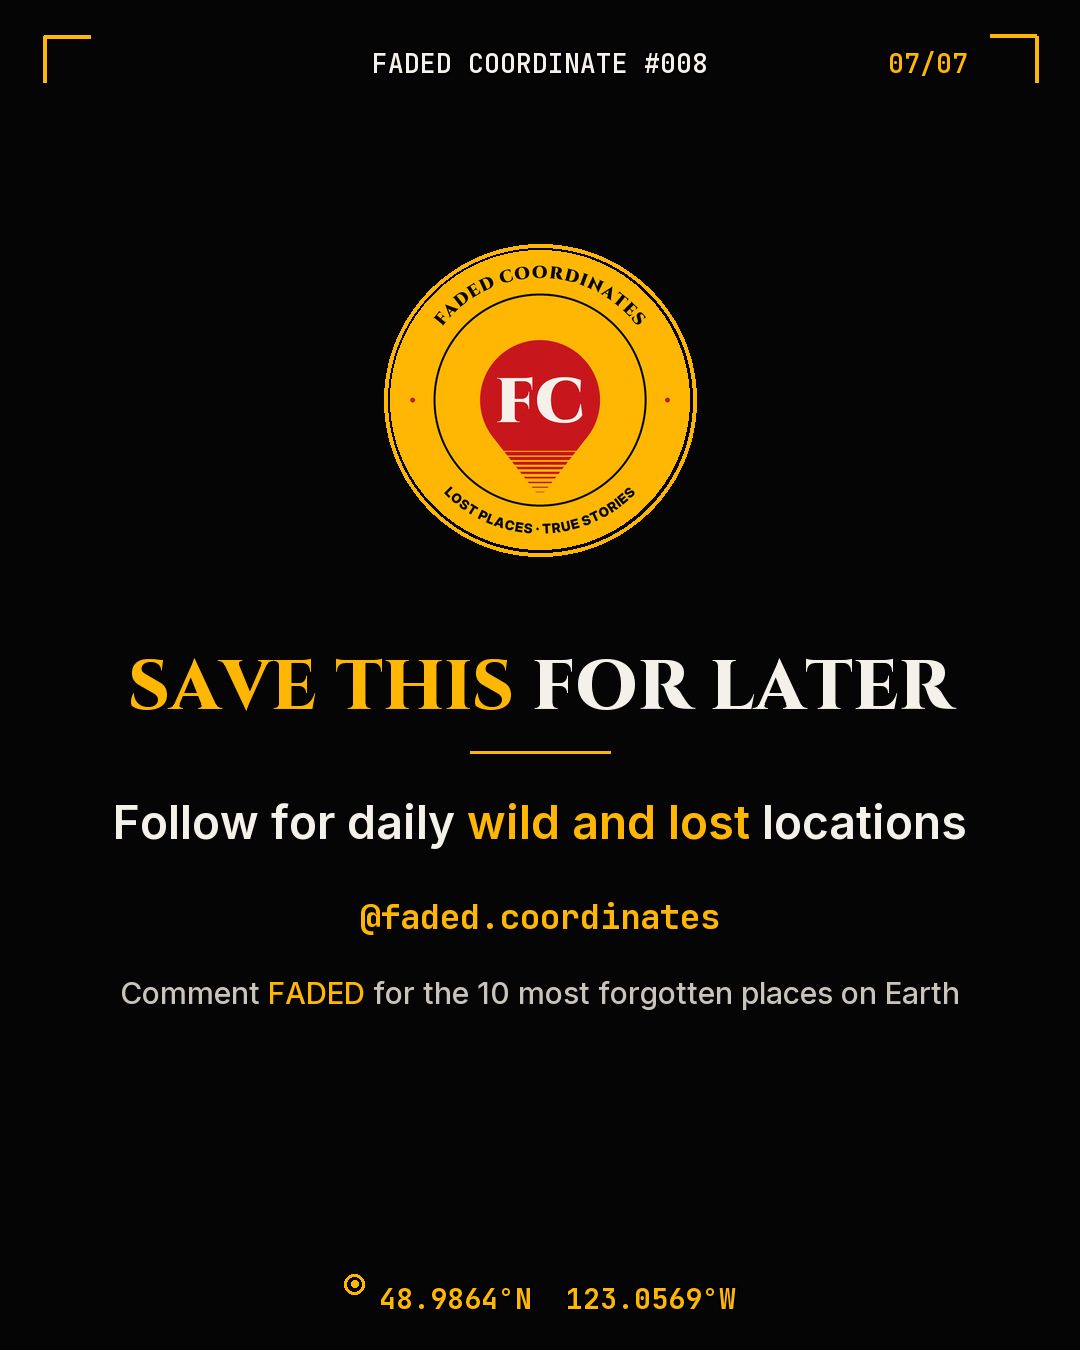 FADED COORDINATE #008
07/07
FADED COORDINATES
FC
LOST PLACES · TRUE STORIES
SAVE THIS FOR LATER
Follow for daily wild and lost locations
@faded.coordinates
Comment FADED for the 10 most forgotten places on Earth
48.9864°N 123.0569°W